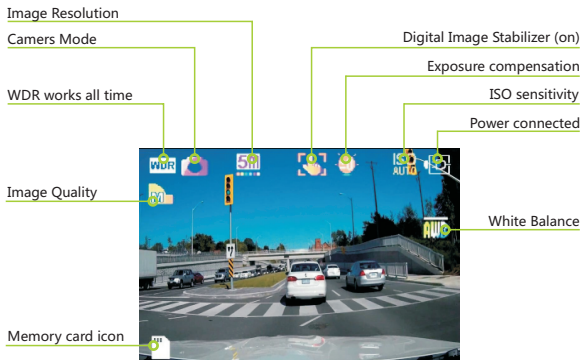 Image Resolution
Camers Mode
Digital Image Stabilizer (on)
Exposure compensation
WDR works all time
ISO sensitivity
Power connected
WDR
5M
ISO
AUTO
Image Quality
White Balance
AWB
Memory card icon